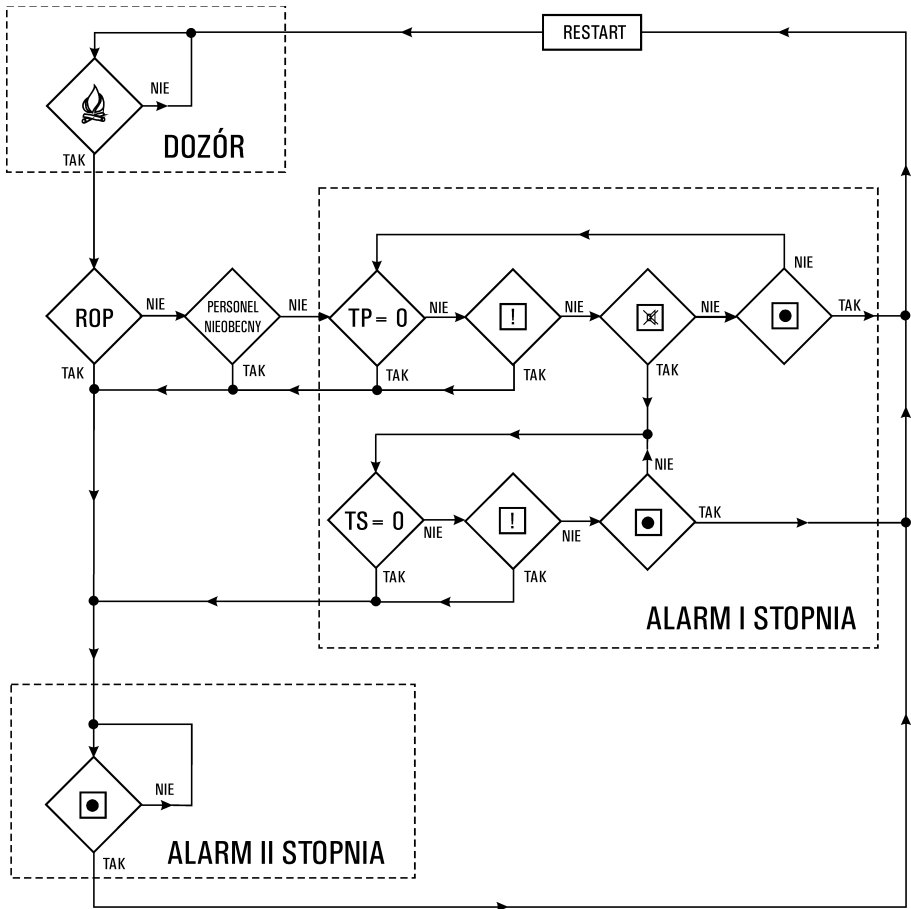 RESTART
NIE
DOZÓR
TAK
ROP
NIE
PERSONEL
NIEOBECNY
NIE
TP = 0
NIE
!
NIE
NIE
NIE
TAK
TAK
TAK
TAK
TAK
TAK
NIE
TS = 0
NIE
!
NIE
TAK
TAK
TAK
ALARM I STOPNIA
NIE
ALARM II STOPNIA
TAK